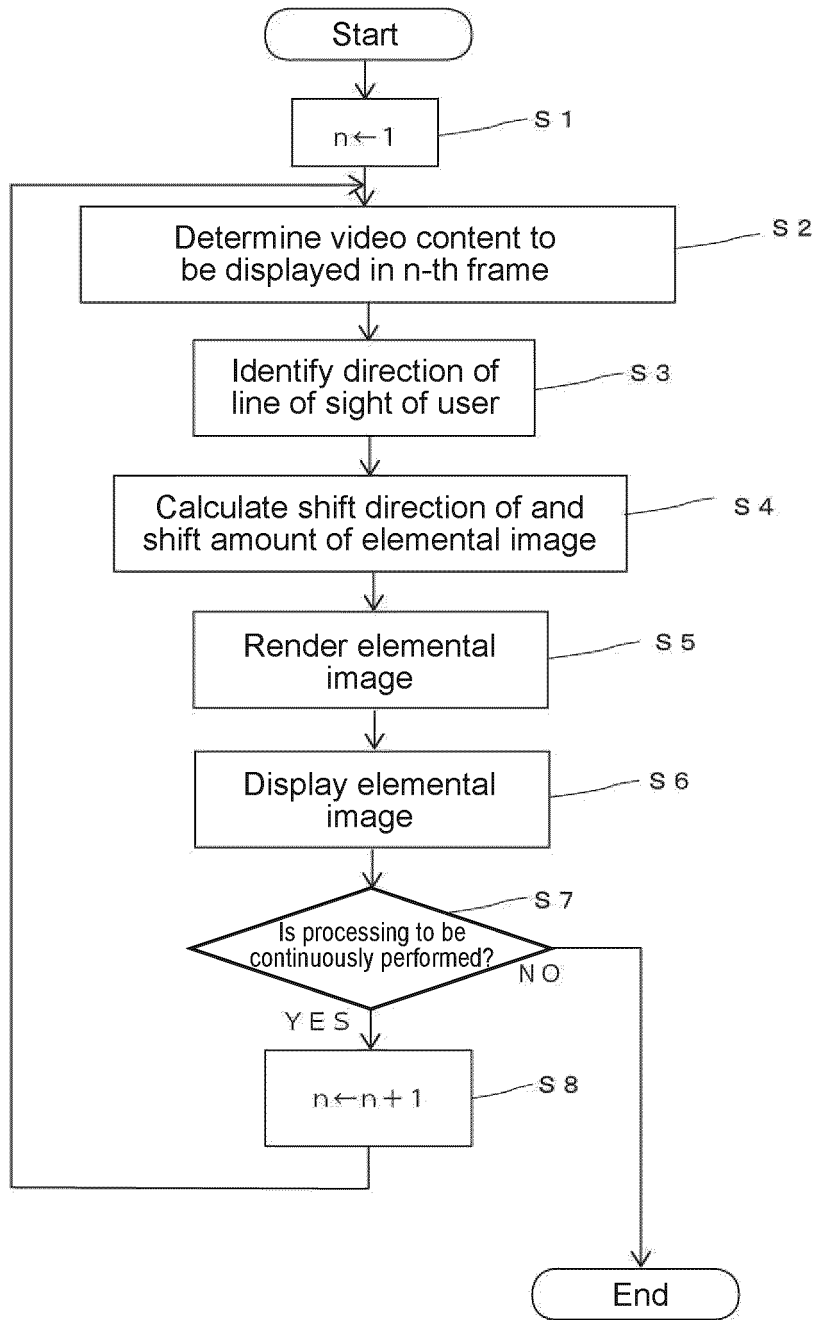 Start
n←1
S 1
Determine video content to
be displayed in n-th frame
S 2
Identify direction of
line of sight of user
S 3
Calculate shift direction of and
shift amount of elemental image
S 4
Render elemental
image
S 5
Display elemental
image
S 6
Is processing to be
continuously performed?
S 7
NO
YES
n←n+1
S 8
End